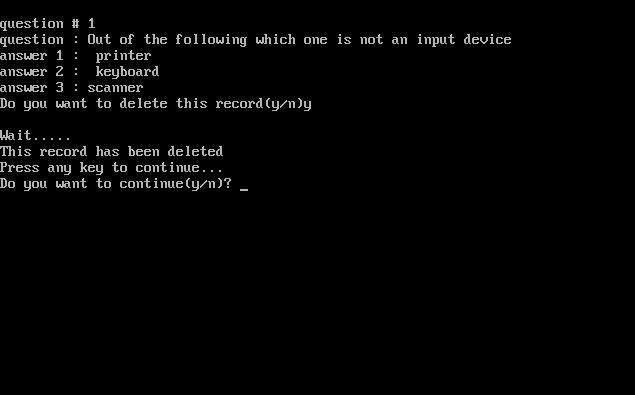 question # 1
question : Out of the following which one is not an input device
answer 1 :  printer
answer 2 :  keyboard
answer 3 : scanner
Do you want to delete this record(y/n)y
Wait.....
This record has been deleted
Press any key to continue...
Do you want to continue(y/n)? _